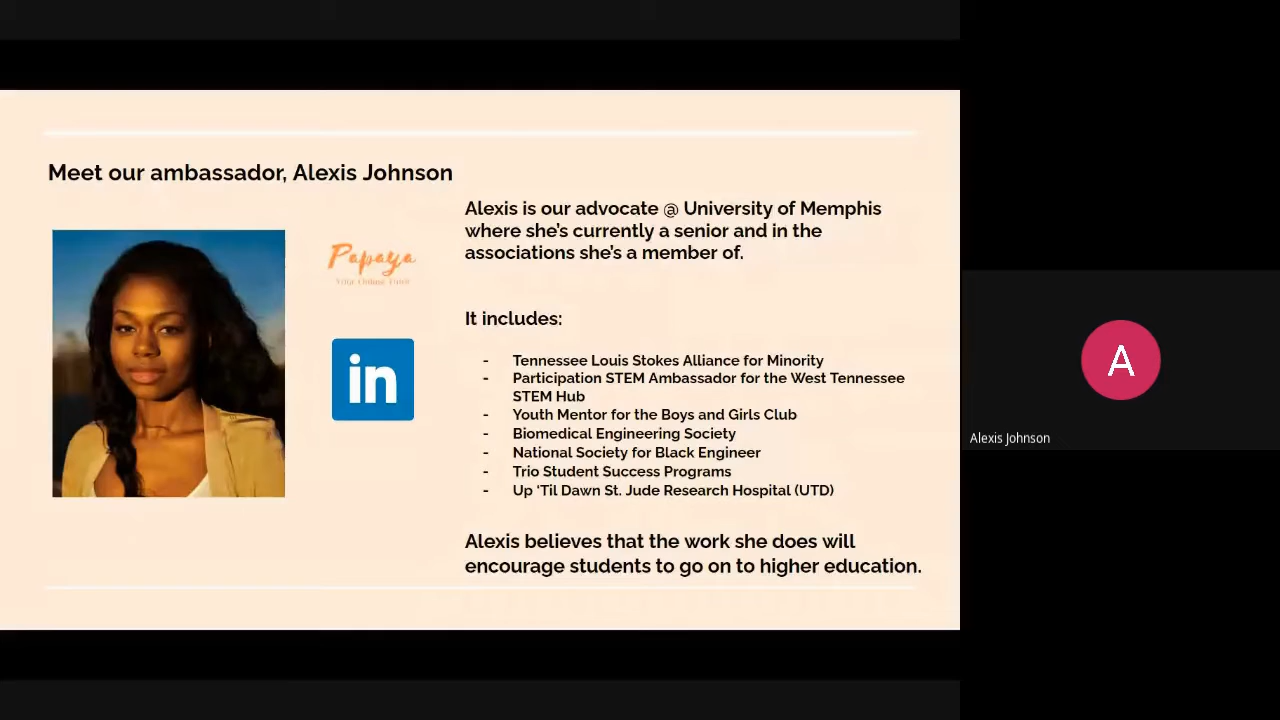 Meet our ambassador, Alexis Johnson
Alexis is our advocate @ University of Memphis
where she's currently a senior and in the
associations she's a member of.
Papaya
Your Online Tutor
in
It includes:
- Tennessee Louis Stokes Alliance for Minority
- Participation STEM Ambassador for the West Tennessee
STEM Hub
- Youth Mentor for the Boys and Girls Club
- Biomedical Engineering Society
- National Society for Black Engineer
- Trio Student Success Programs
- Up 'Til Dawn St. Jude Research Hospital (UTD)
Alexis believes that the work she does will
encourage students to go on to higher education.
A
Alexis Johnson